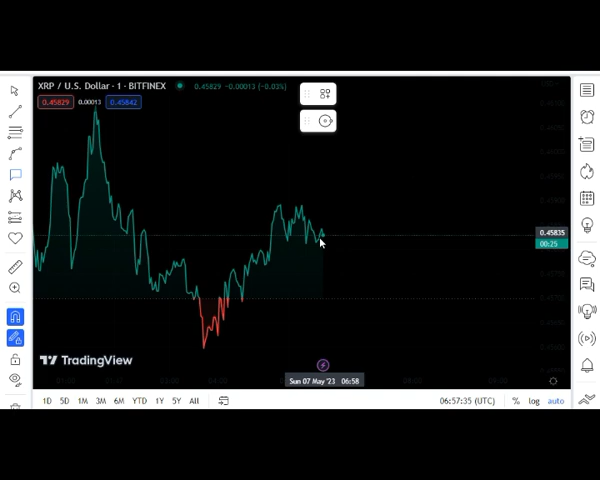 XRP / U.S. Dollar · 1 · BITFINEX 0.45829 −0.00013 (−0.03%)
0.45829 0.00013 0.45842
0.45835
00:25
TradingView
Sun 07 May '23 06:58
1D 5D 1M 3M 6M YTD 1Y 5Y All 06:57:35 (UTC) % log auto